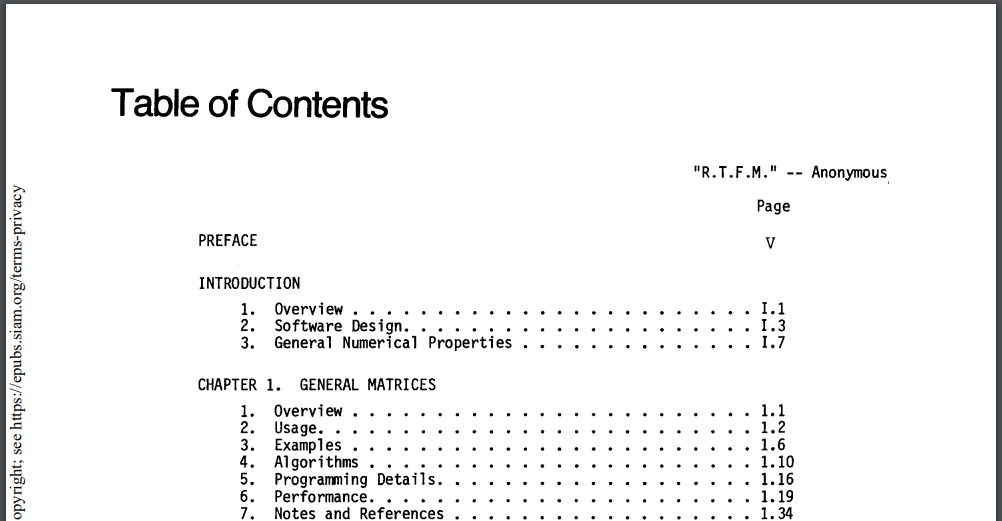 Table of Contents
"R.T.F.M." -- Anonymous
Page
PREFACE V
INTRODUCTION
1. Overview . . . . . . . . . . . . . . . . . . . . . . . . I.1
2. Software Design. . . . . . . . . . . . . . . . . . . . . I.3
3. General Numerical Properties . . . . . . . . . . . . . . I.7
CHAPTER 1. GENERAL MATRICES
1. Overview . . . . . . . . . . . . . . . . . . . . . . . . 1.1
2. Usage. . . . . . . . . . . . . . . . . . . . . . . . . . 1.2
3. Examples . . . . . . . . . . . . . . . . . . . . . . . . 1.6
4. Algorithms . . . . . . . . . . . . . . . . . . . . . . . 1.10
5. Programming Details. . . . . . . . . . . . . . . . . . . 1.16
6. Performance. . . . . . . . . . . . . . . . . . . . . . . 1.19
7. Notes and References . . . . . . . . . . . . . . . . . . 1.34
opyright; see https://epubs.siam.org/terms-privacy